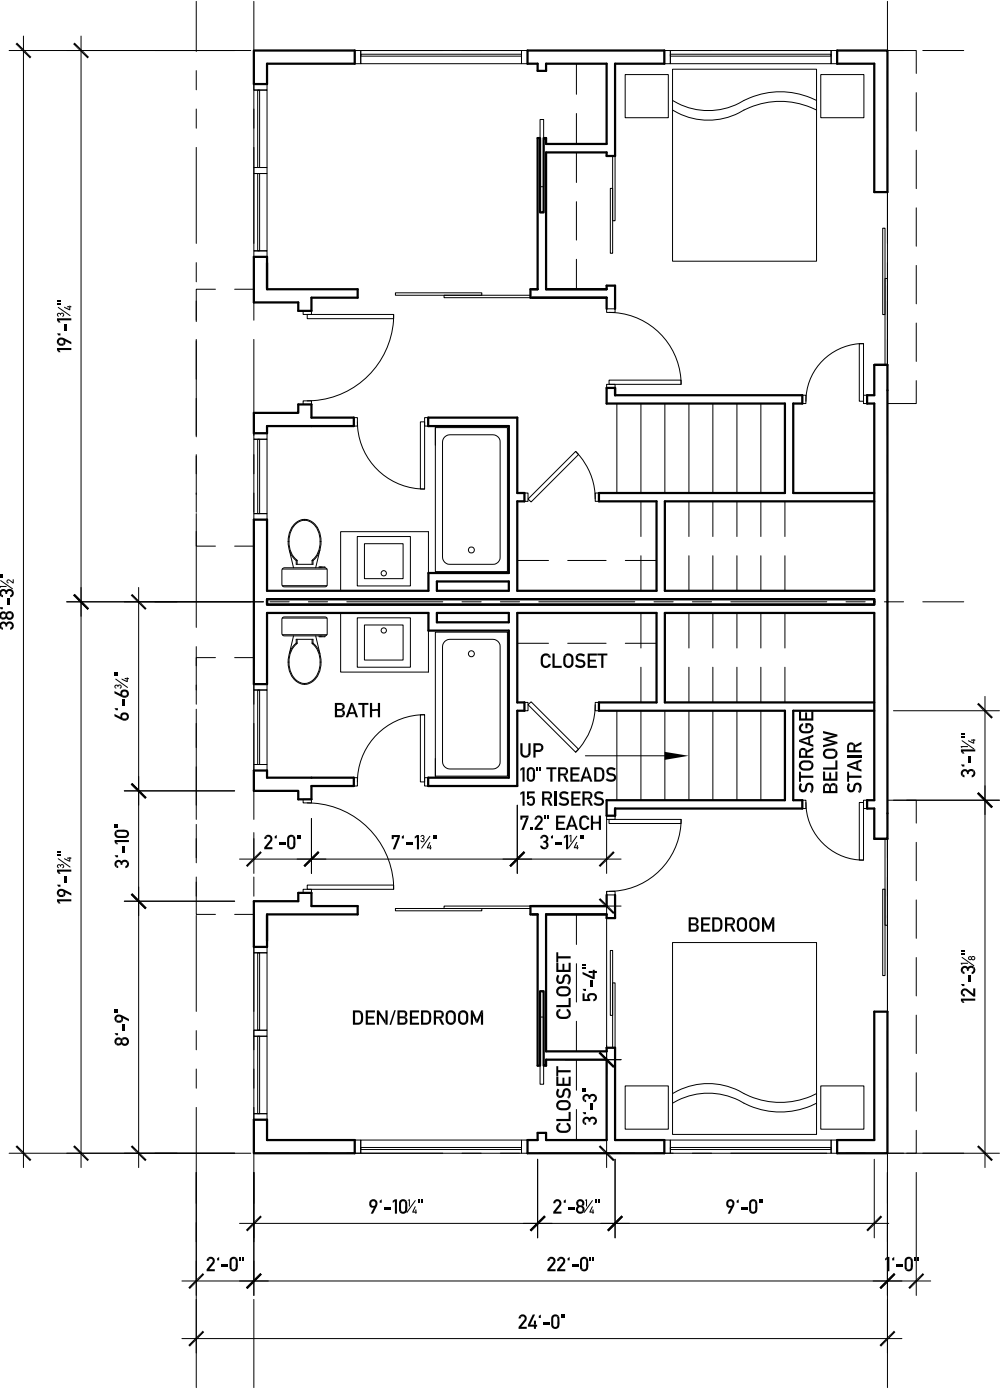 19'-1¾"
38'-3½"
6'-6¾"
CLOSET
BATH
UP
10" TREADS
15 RISERS
7.2" EACH
STORAGE
BELOW
STAIR
3'-1¼"
3'-10"
2'-0"
7'-1¾"
3'-1¼"
19'-1¾"
BEDROOM
CLOSET
5'-4"
12'-3⅛"
8'-9"
DEN/BEDROOM
CLOSET
3'-3"
9'-10¼"
2'-8¼"
9'-0"
2'-0"
22'-0"
1'-0"
24'-0"